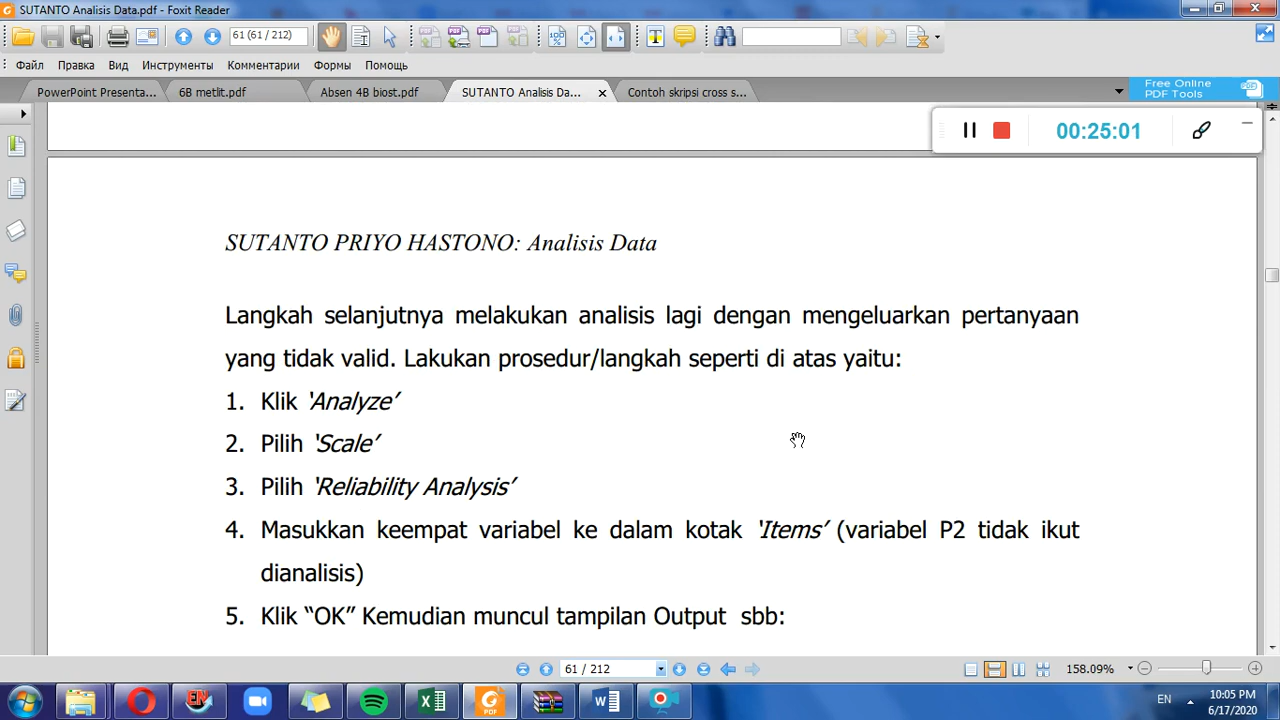 SUTANTO Analisis Data.pdf - Foxit Reader
61 (61 / 212)
Файл Правка Вид Инструменты Комментарии Формы Помощь
PowerPoint Presenta... 6B metlit.pdf Absen 4B biost.pdf SUTANTO Analisis Da... Contoh skripsi cross s...
Free Online
PDF Tools
00:25:01
SUTANTO PRIYO HASTONO: Analisis Data
Langkah selanjutnya melakukan analisis lagi dengan mengeluarkan pertanyaan
yang tidak valid. Lakukan prosedur/langkah seperti di atas yaitu:
1. Klik ‘Analyze’
2. Pilih ‘Scale’
3. Pilih ‘Reliability Analysis’
4. Masukkan keempat variabel ke dalam kotak ‘Items’ (variabel P2 tidak ikut
dianalisis)
5. Klik “OK” Kemudian muncul tampilan Output sbb:
61 / 212
158.09%
EN
10:05 PM
6/17/2020